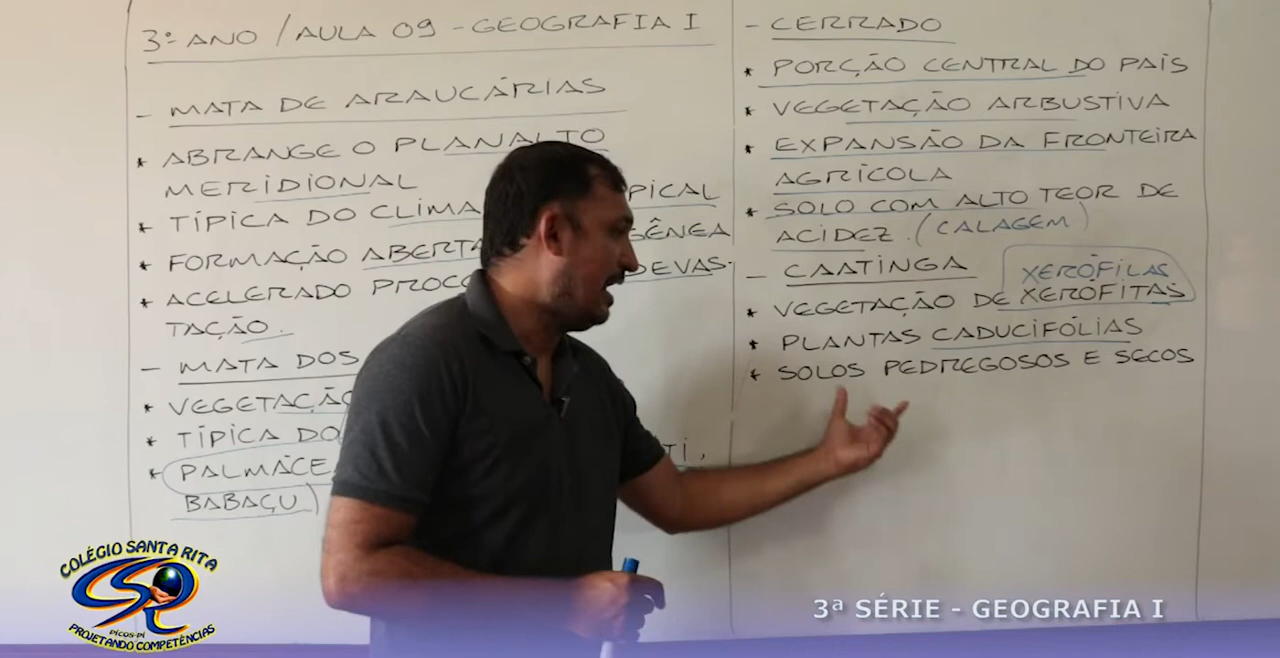 3º ANO / AULA 09 - GEOGRAFIA I
- MATA DE ARAUCÁRIAS
* ABRANGE O PLANALTO
MERIDIONAL
* TÍPICA DO CLIMA PICAL
* FORMAÇÃO ABERTA GÊNEA
* ACELERADO PROC DEVAS-
TAÇÃO.
- MATA DOS
* VEGETAÇÃO
* TÍPICA DO
* (PALMÁCE TI,
BABAÇU)
- CERRADO
* PORÇÃO CENTRAL DO PAÍS
* VEGETAÇÃO ARBUSTIVA
* EXPANSÃO DA FRONTEIRA
AGRÍCOLA
* SOLO COM ALTO TEOR DE
ACIDEZ. (CALAGEM)
- CAATINGA XERÓFILAS
* VEGETAÇÃO DE XERÓFITAS
* PLANTAS CADUCIFÓLIAS
* SOLOS PEDREGOSOS E SECOS
COLÉGIO SANTA RITA
CSR
PICOS-PI
PROJETANDO COMPETÊNCIAS
3ª SÉRIE - GEOGRAFIA I